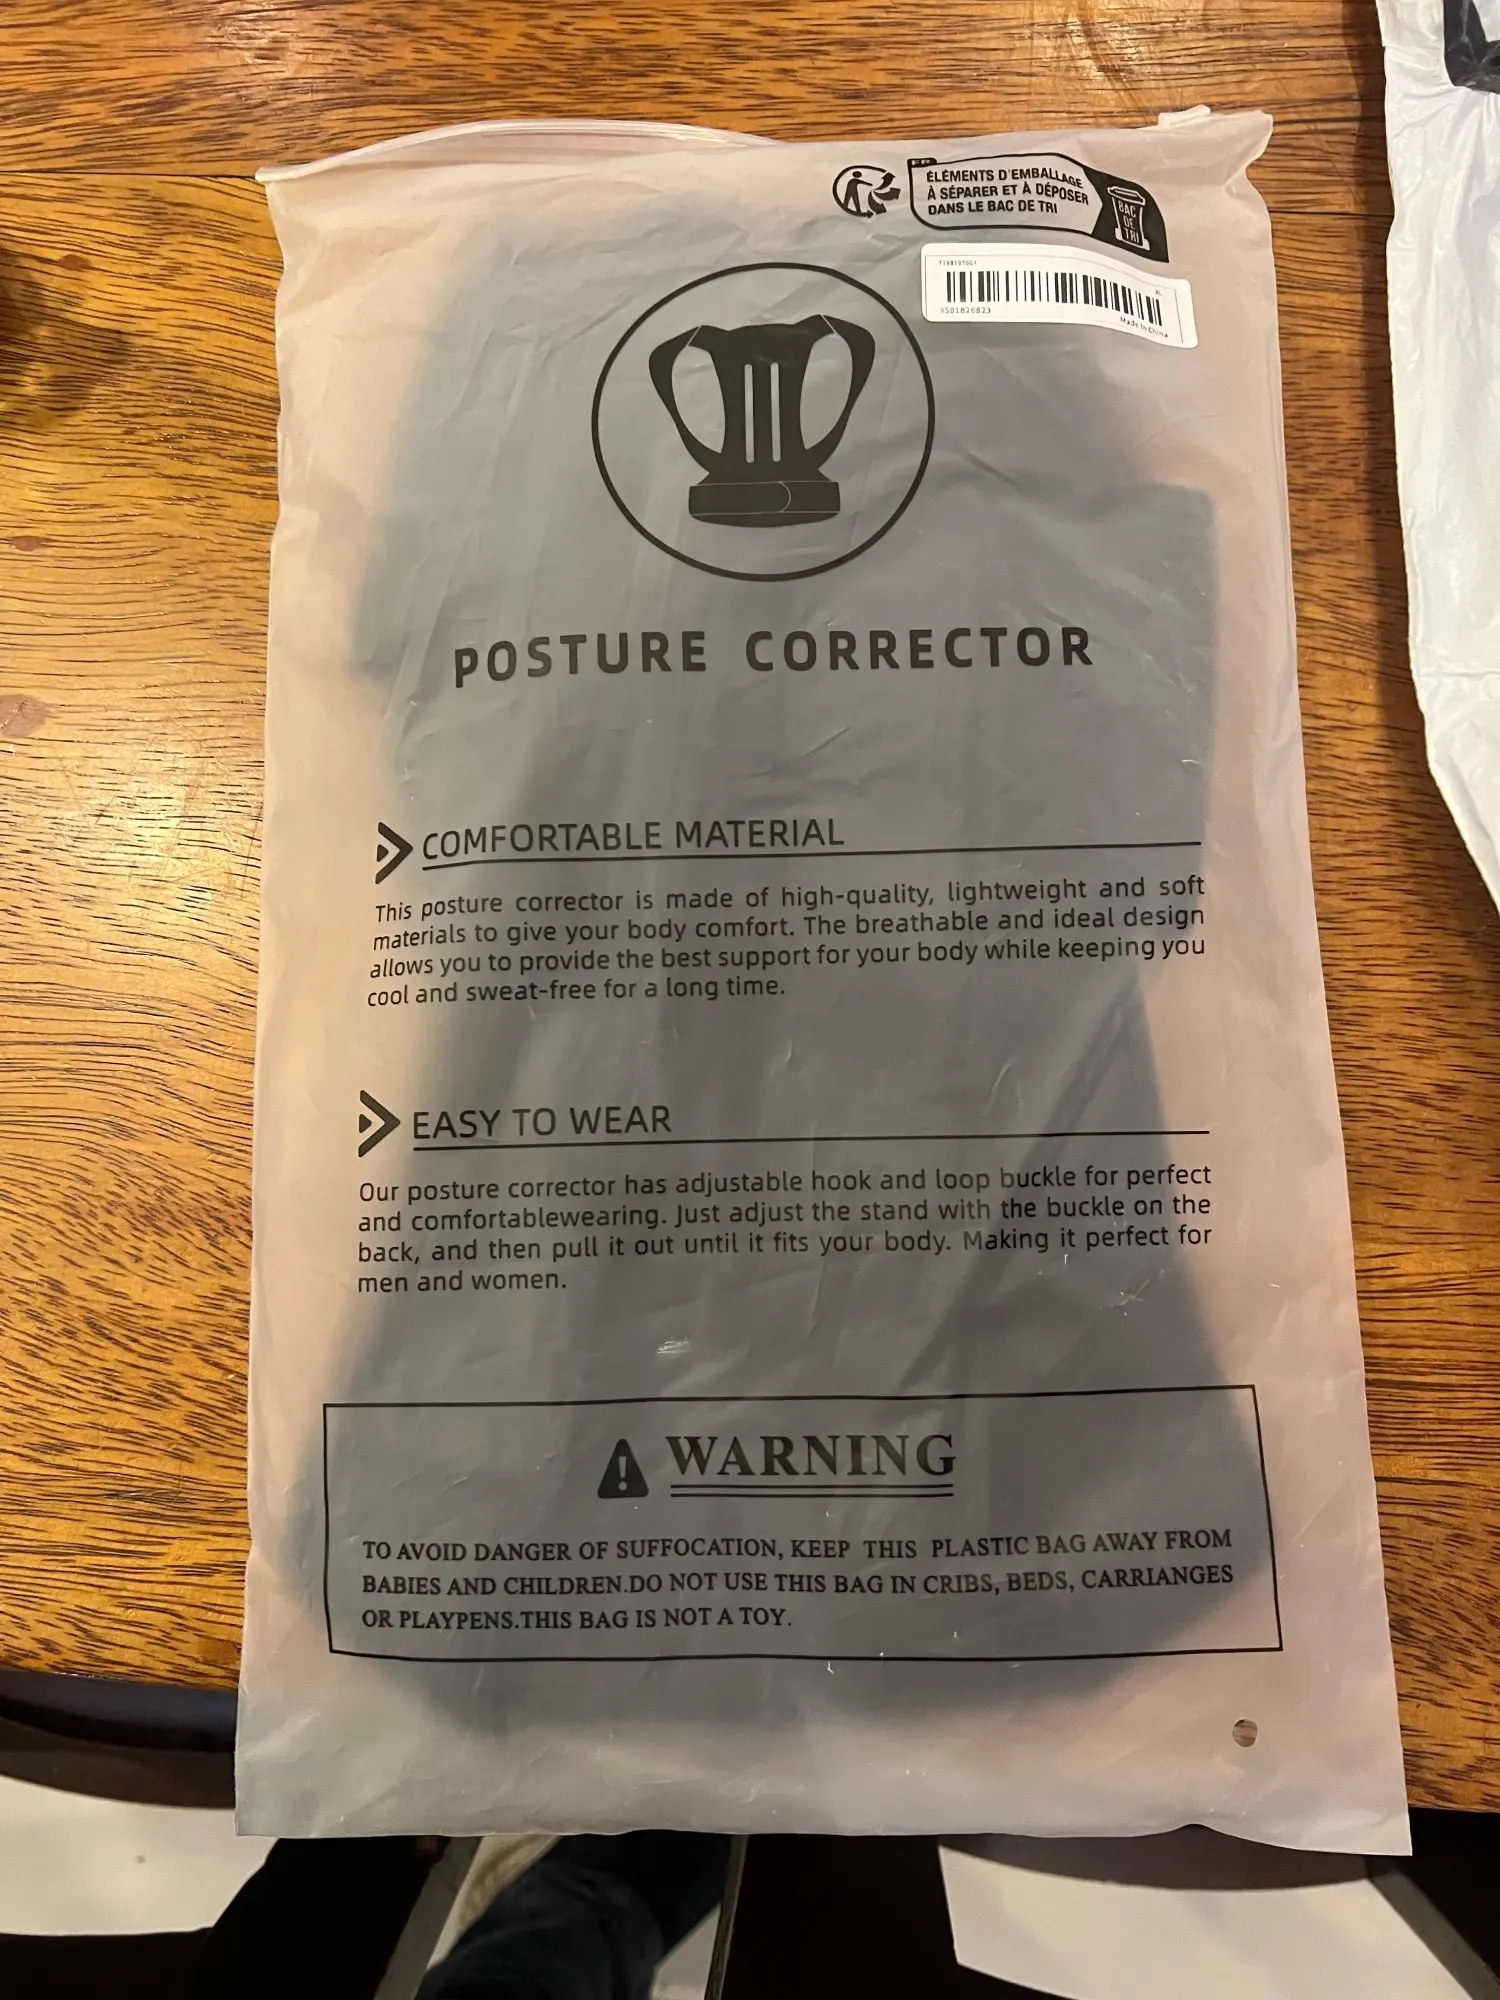 FR
ÉLÉMENTS D'EMBALLAGE
À SÉPARER ET À DÉPOSER
DANS LE BAC DE TRI
BAC
DE
TRI
XL
3581826823
Made In China
POSTURE CORRECTOR
COMFORTABLE MATERIAL
This posture corrector is made of high-quality, lightweight and soft
materials to give your body comfort. The breathable and ideal design
allows you to provide the best support for your body while keeping you
cool and sweat-free for a long time.
EASY TO WEAR
Our posture corrector has adjustable hook and loop buckle for perfect
and comfortablewearing. Just adjust the stand with the buckle on the
back, and then pull it out until it fits your body. Making it perfect for
men and women.
WARNING
TO AVOID DANGER OF SUFFOCATION, KEEP THIS PLASTIC BAG AWAY FROM
BABIES AND CHILDREN.DO NOT USE THIS BAG IN CRIBS, BEDS, CARRIANGES
OR PLAYPENS.THIS BAG IS NOT A TOY.